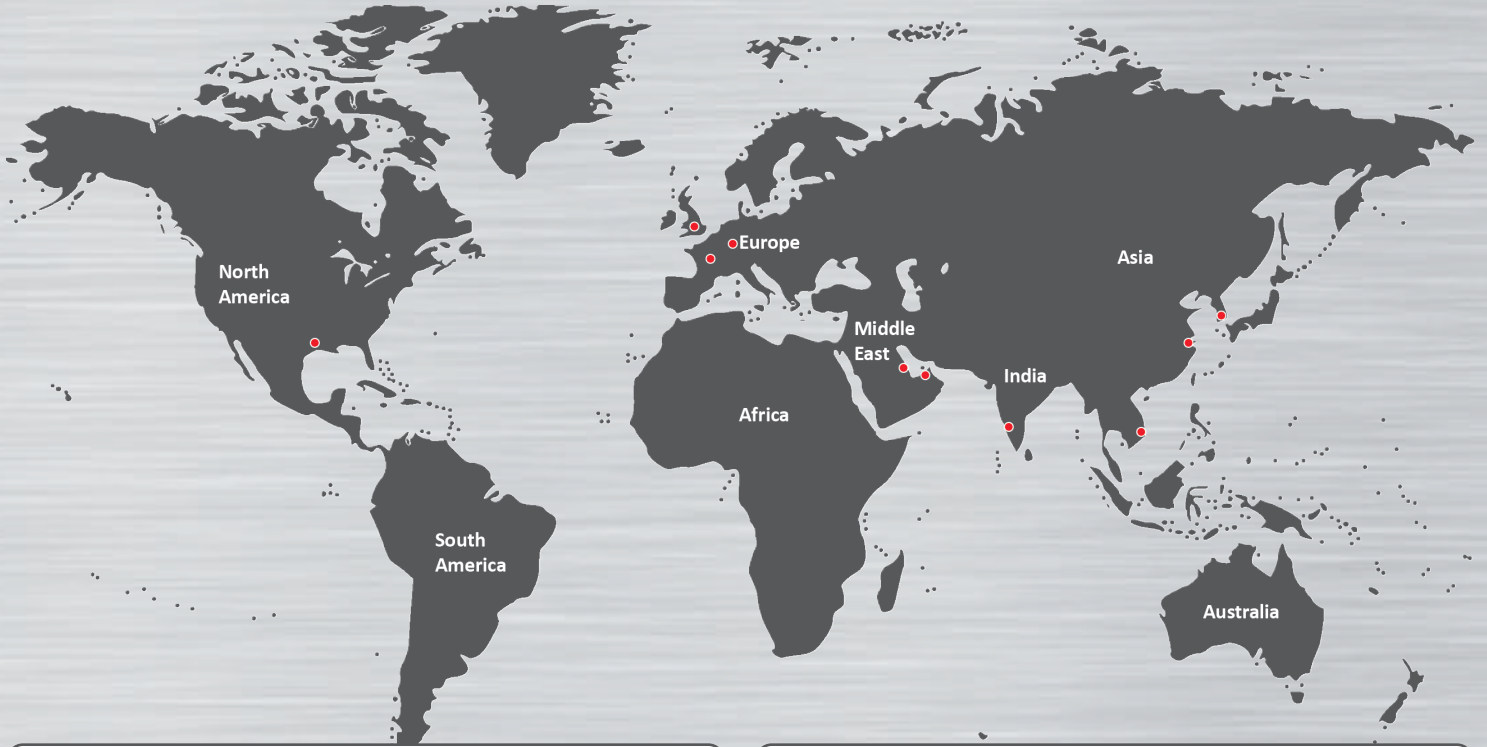 North
America
Europe
Asia
Middle
East
India
Africa
South
America
Australia